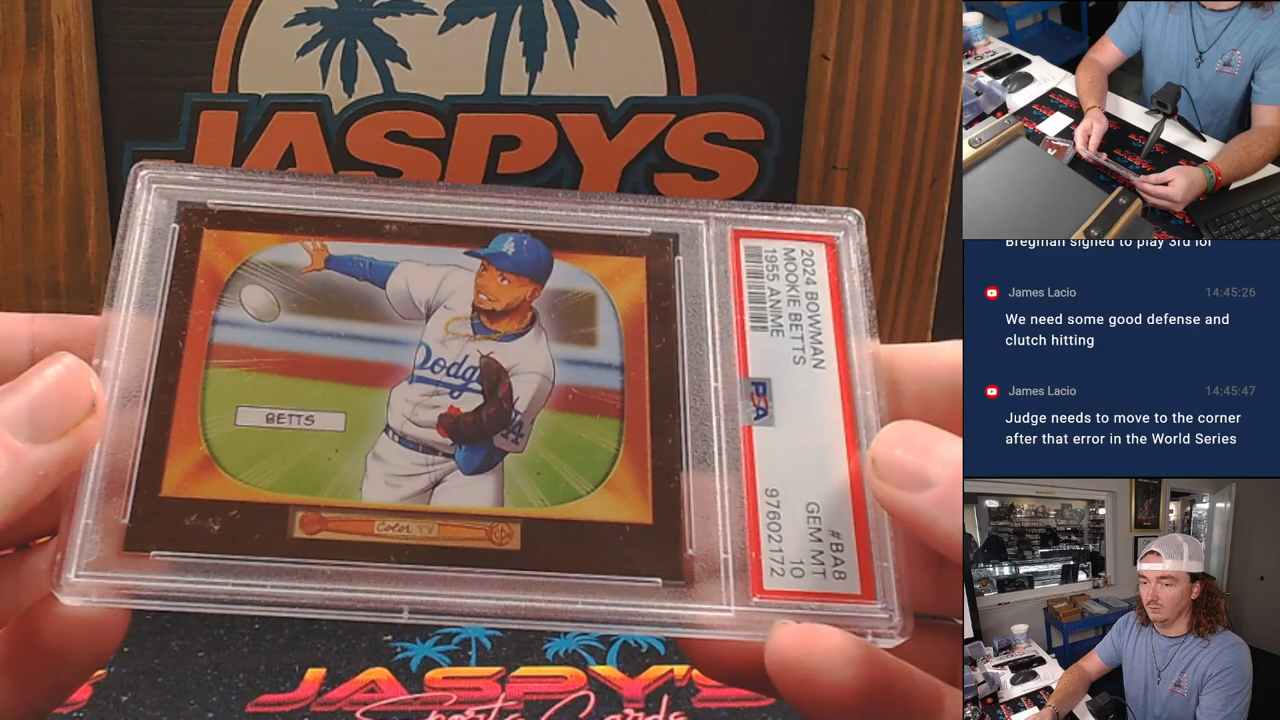 JASPYS
BETTS
Dodg
LA
Color TV
2024 BOWMAN
MOOKIE BETTS
1955 ANIME
#BA8
GEM MT
10
97602172
PSA
JASPY'S
Sports Cards
Bregman signed to play 3rd for
James Lacio 14:45:26
We need some good defense and
clutch hitting
James Lacio 14:45:47
Judge needs to move to the corner
after that error in the World Series